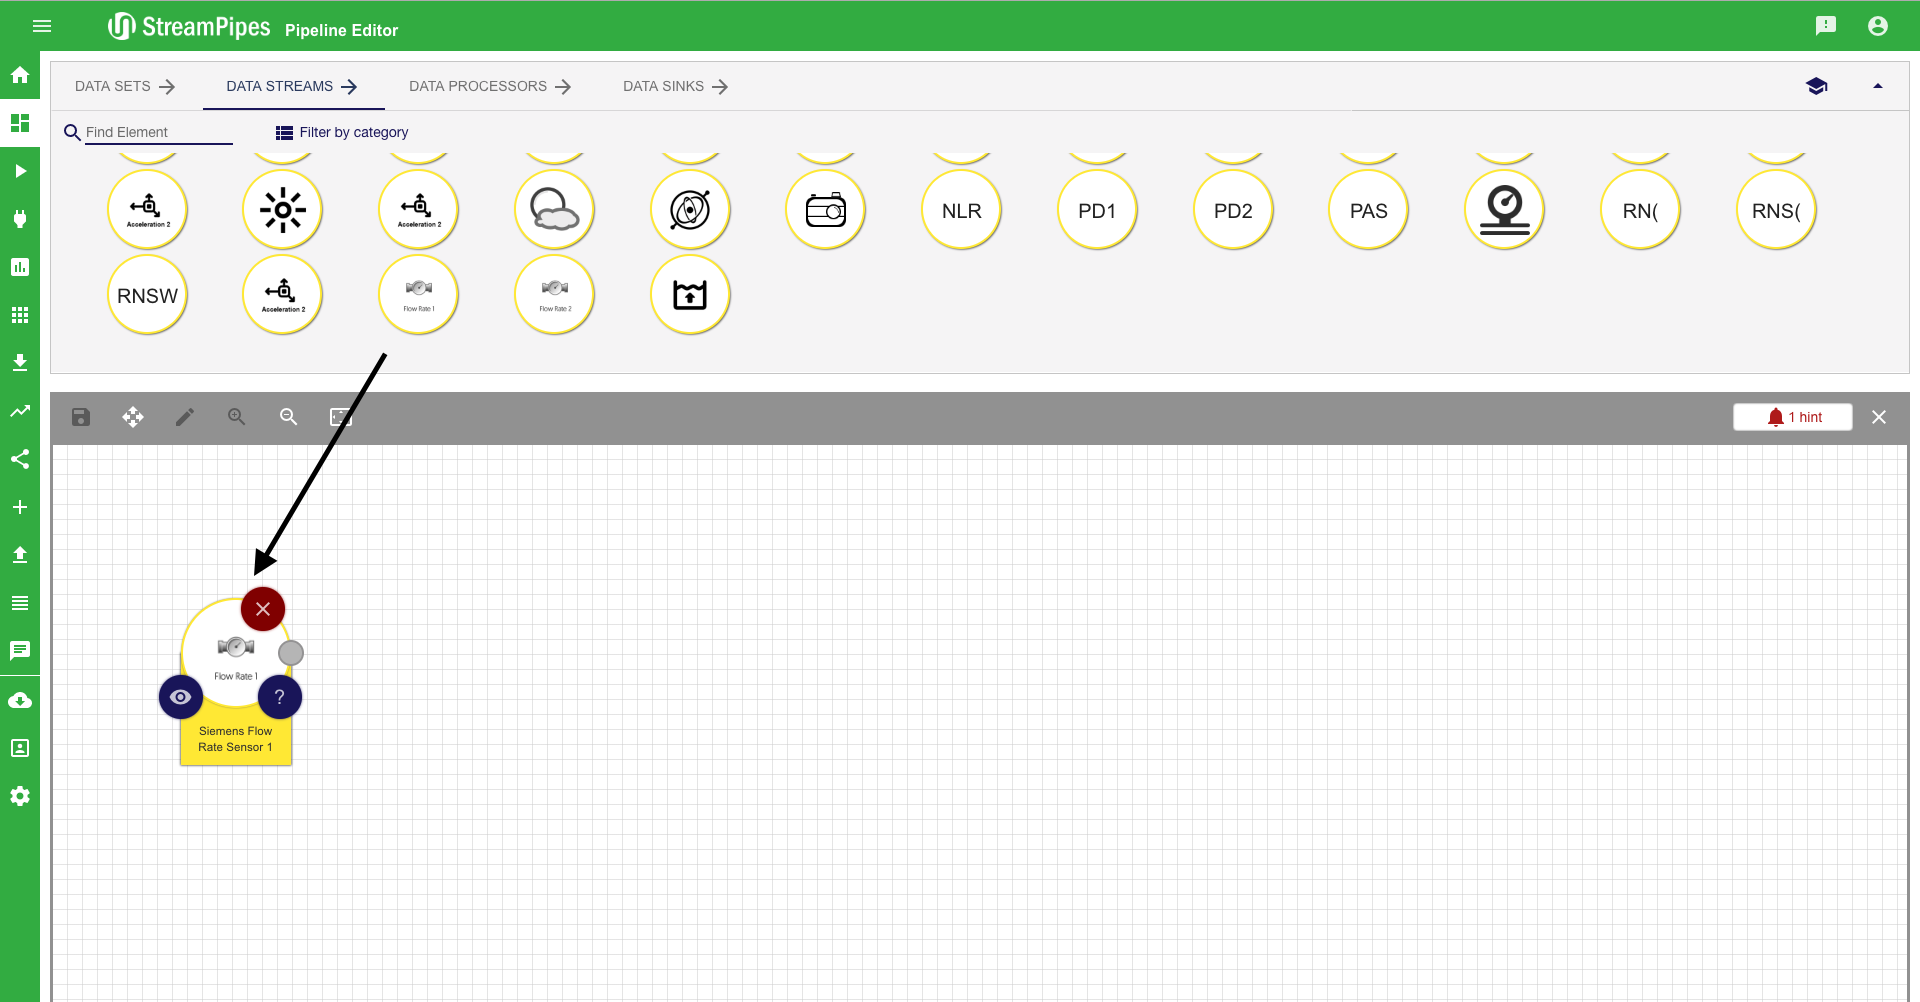 StreamPipes Pipeline Editor
DATA SETS DATA STREAMS DATA PROCESSORS DATA SINKS
Find Element Filter by category
Acceleration 2 Acceleration 2 NLR PD1 PD2 PAS RN( RNS(
RNSW Acceleration 2 Flow Rate 1 Flow Rate 2
1 hint
Flow Rate 1
?
Siemens Flow
Rate Sensor 1